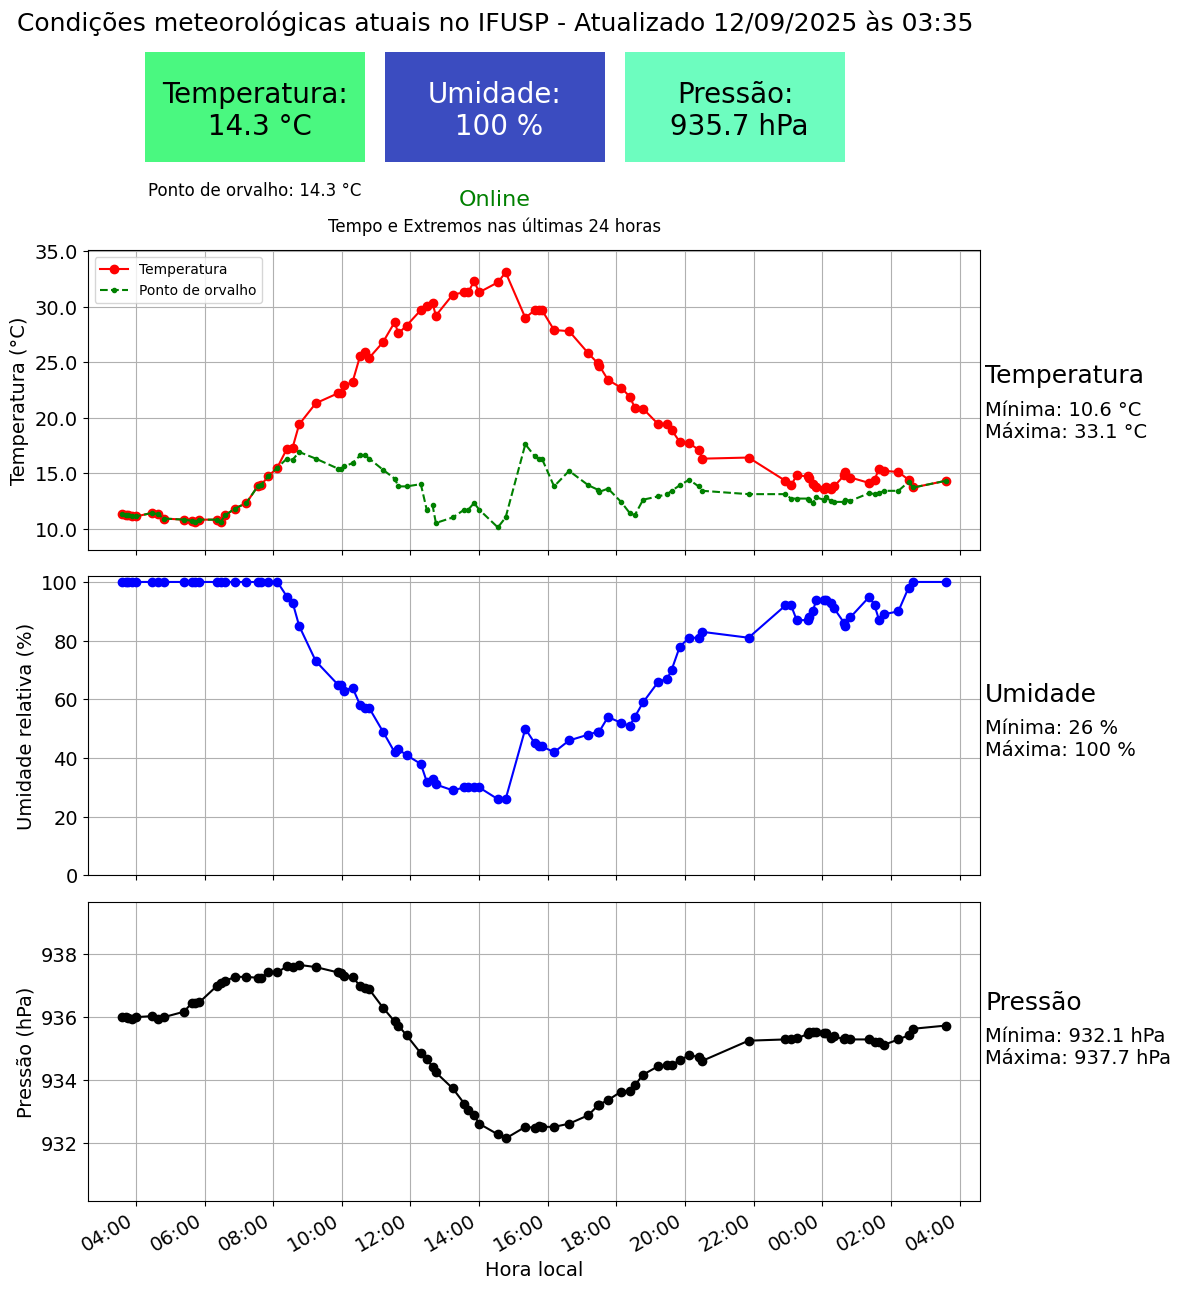 Condições meteorológicas atuais no IFUSP - Atualizado 12/09/2025 às 03:35
Temperatura:
14.3 °C
Umidade:
100 %
Pressão:
935.7 hPa
Ponto de orvalho: 14.3 °C
Online
Tempo e Extremos nas últimas 24 horas
Temperatura (°C)
35.0
30.0
25.0
20.0
15.0
10.0
Temperatura
Ponto de orvalho
Temperatura
Mínima: 10.6 °C
Máxima: 33.1 °C
Umidade relativa (%)
100
80
60
40
20
0
Umidade
Mínima: 26 %
Máxima: 100 %
Pressão (hPa)
938
936
934
932
Pressão
Mínima: 932.1 hPa
Máxima: 937.7 hPa
04:00 06:00 08:00 10:00 12:00 14:00 16:00 18:00 20:00 22:00 00:00 02:00 04:00
Hora local